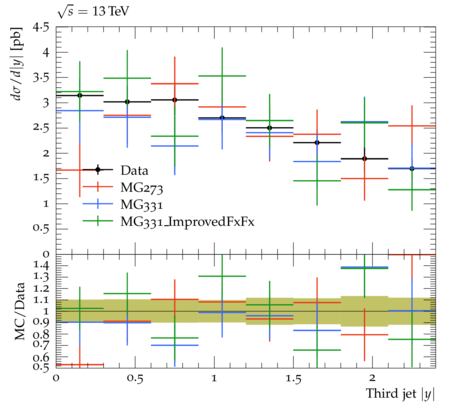 √s = 13 TeV
dσ/d|y| [pb]
4.5
4
3.5
3
2.5
2
1.5
1
0.5
0
Data
MG273
MG331
MG331_ImprovedFxFx
MC/Data
1.4
1.3
1.2
1.1
1
0.9
0.8
0.7
0.6
0.5
0 0.5 1 1.5 2
Third jet |y|